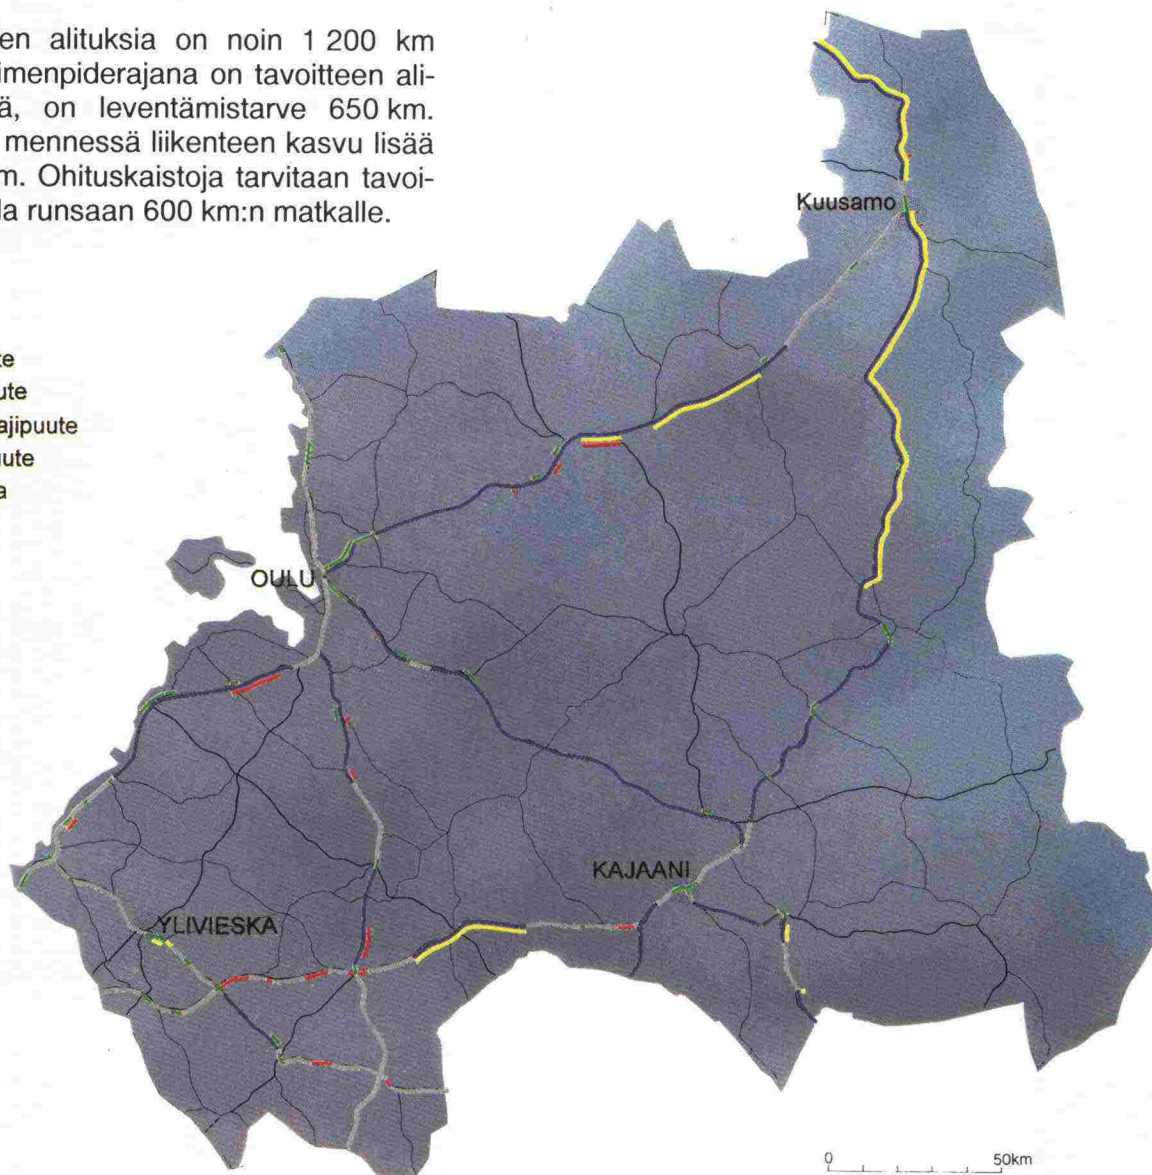 en alituksia on noin 1 200 km
imenpiderajana on tavoitteen ali-
ä, on leventämistarve 650 km.
mennessä liikenteen kasvu lisää
m. Ohituskaistoja tarvitaan tavoi-
la runsaan 600 km:n matkalle.
te
ute
ajipuute
uute
a
Kuusamo
OULU
KAJAANI
YLIVIESKA
0 50km